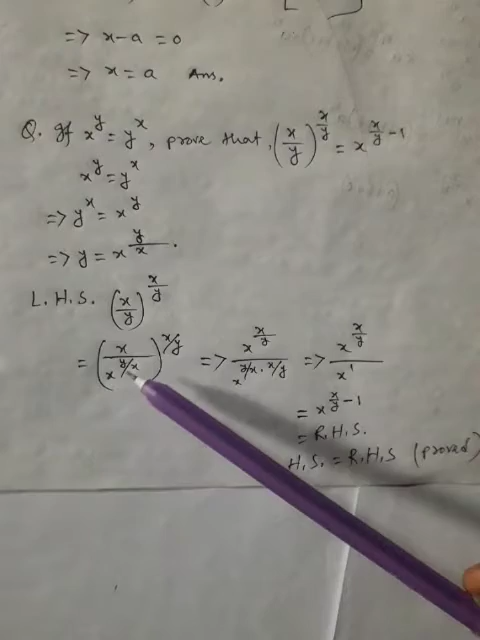 => x-a = 0
=> x = a Ans.
Q. If x^y = y^x, prove that, (x/y)^(x/y) = x^(x/y - 1)
x^y = y^x
=> y^x = x^y
=> y = x^(y/x).
L.H.S. (x/y)^(x/y)
= (x/x^(y/x))^(x/y) => x^(x/y)/x^(y/x · x/y) => x^(x/y)/x^1
= x^(x/y - 1)
= R.H.S.
H.S. = R.H.S (proved)